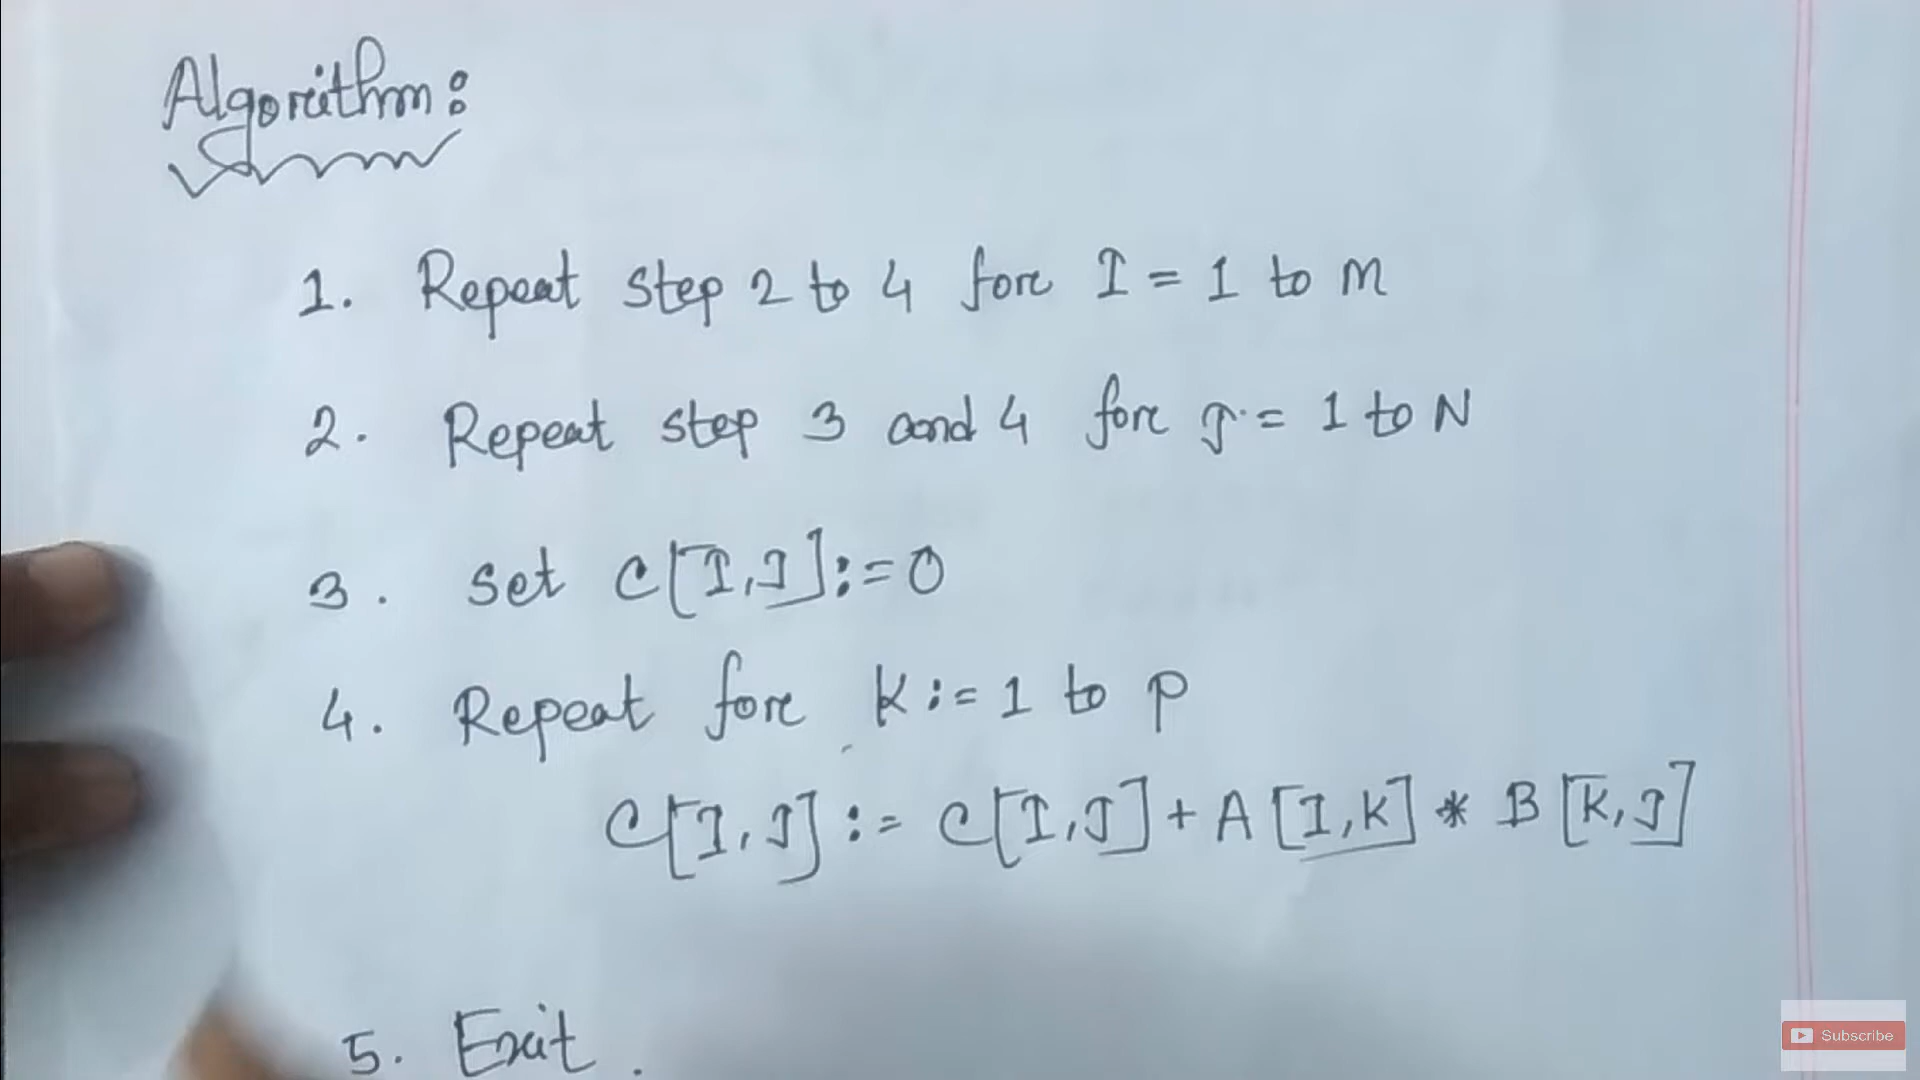 Algorithm:
1. Repeat step 2 to 4 for I = 1 to M
2. Repeat step 3 and 4 for J = 1 to N
3. set C[I,J]:=0
4. Repeat for K:=1 to P
C[I,J]:= C[I,J]+A[I,K]*B[K,J]
5. Exit.
Subscribe